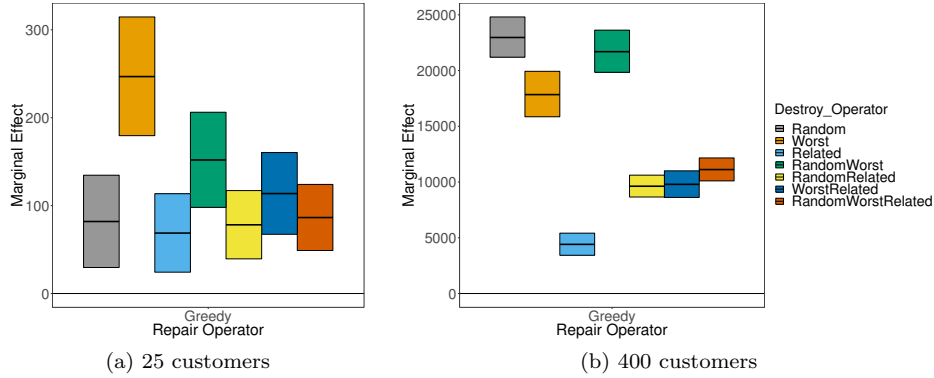 300
200
100
0
Marginal Effect
Greedy
Repair Operator
(a) 25 customers
25000
20000
15000
10000
5000
0
Marginal Effect
Greedy
Repair Operator
(b) 400 customers
Destroy_Operator
Random
Worst
Related
RandomWorst
RandomRelated
WorstRelated
RandomWorstRelated